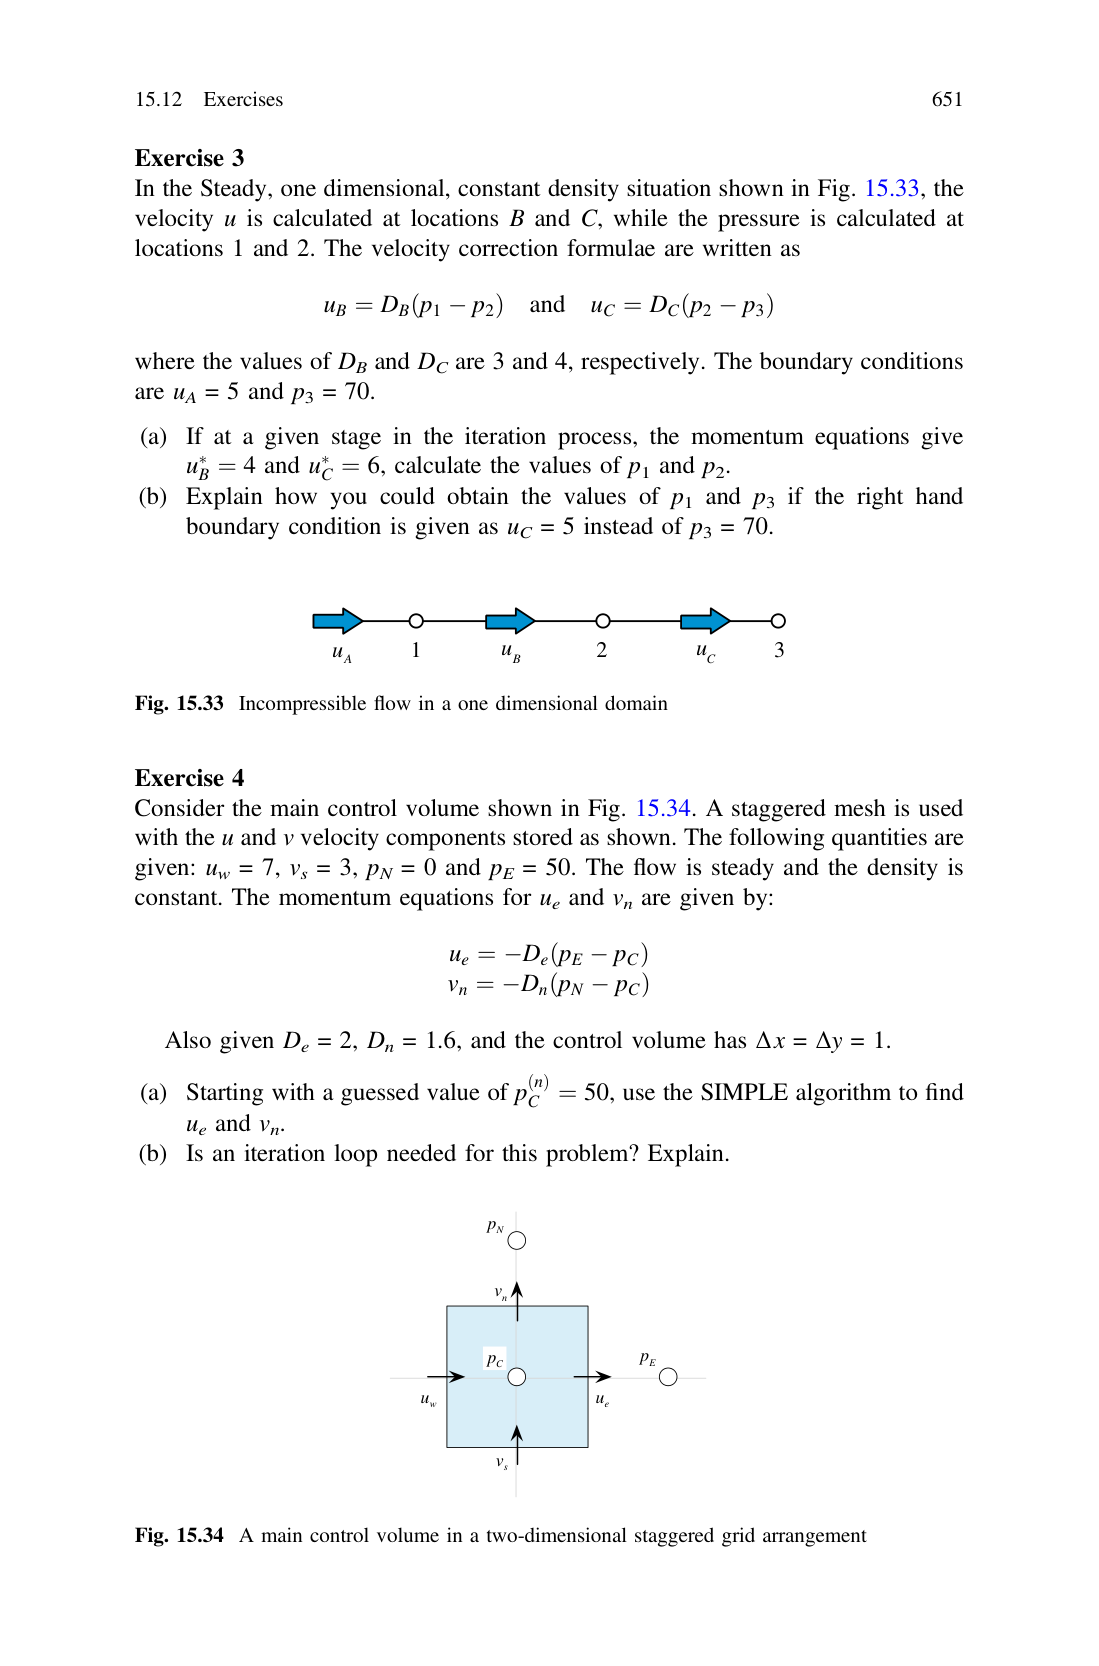 15.12 Exercises 651
Exercise 3
In the Steady, one dimensional, constant density situation shown in Fig. 15.33, the
velocity u is calculated at locations B and C, while the pressure is calculated at
locations 1 and 2. The velocity correction formulae are written as
u_B = D_B(p_1 − p_2) and u_C = D_C(p_2 − p_3)
where the values of D_B and D_C are 3 and 4, respectively. The boundary conditions
are u_A = 5 and p_3 = 70.
(a) If at a given stage in the iteration process, the momentum equations give
u_B^* = 4 and u_C^* = 6, calculate the values of p_1 and p_2.
(b) Explain how you could obtain the values of p_1 and p_3 if the right hand
boundary condition is given as u_C = 5 instead of p_3 = 70.
u_A 1 u_B 2 u_C 3
Fig. 15.33 Incompressible flow in a one dimensional domain
Exercise 4
Consider the main control volume shown in Fig. 15.34. A staggered mesh is used
with the u and v velocity components stored as shown. The following quantities are
given: u_w = 7, v_s = 3, p_N = 0 and p_E = 50. The flow is steady and the density is
constant. The momentum equations for u_e and v_n are given by:
u_e = −D_e(p_E − p_C)
v_n = −D_n(p_N − p_C)
Also given D_e = 2, D_n = 1.6, and the control volume has Δx = Δy = 1.
(a) Starting with a guessed value of p_C^(n) = 50, use the SIMPLE algorithm to find
u_e and v_n.
(b) Is an iteration loop needed for this problem? Explain.
p_N
v_n
p_C p_E
u_w u_e
v_s
Fig. 15.34 A main control volume in a two-dimensional staggered grid arrangement